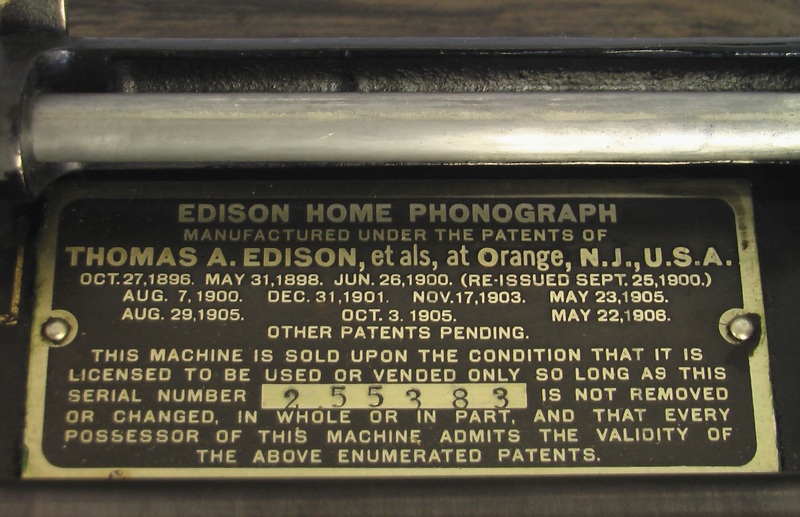 EDISON HOME PHONOGRAPH
MANUFACTURED UNDER THE PATENTS OF
THOMAS A. EDISON, et als, at Orange, N.J., U.S.A.
OCT. 27,1896. MAY 31,1898. JUN. 26,1900. (RE-ISSUED SEPT. 25,1900.)
AUG. 7,1900. DEC. 31,1901. NOV. 17,1903. MAY 23,1905.
AUG. 29,1905. OCT. 3. 1905. MAY 22,1906.
OTHER PATENTS PENDING.
THIS MACHINE IS SOLD UPON THE CONDITION THAT IT IS
LICENSED TO BE USED OR VENDED ONLY SO LONG AS THIS
SERIAL NUMBER 255383 IS NOT REMOVED
OR CHANGED, IN WHOLE OR IN PART, AND THAT EVERY
POSSESSOR OF THIS MACHINE ADMITS THE VALIDITY OF
THE ABOVE ENUMERATED PATENTS.